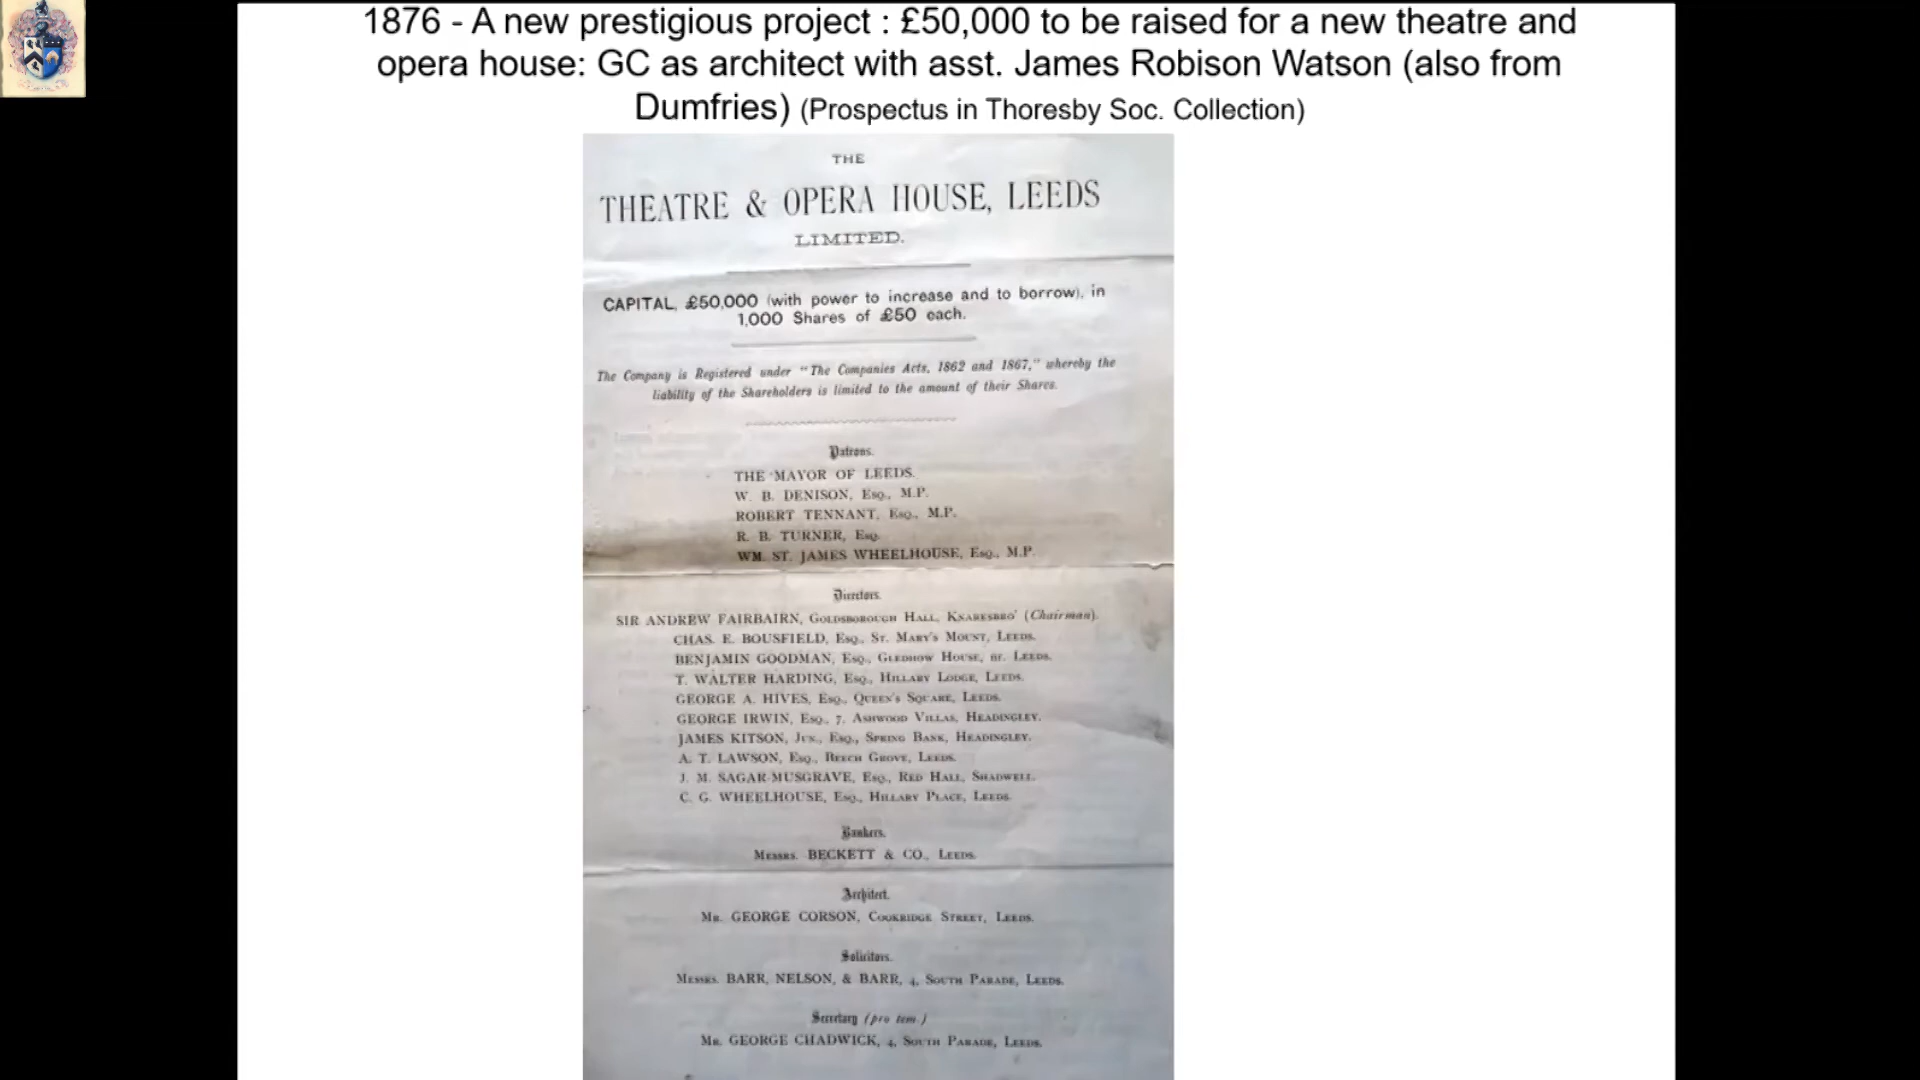 1876 - A new prestigious project : £50,000 to be raised for a new theatre and
opera house: GC as architect with asst. James Robison Watson (also from
Dumfries) (Prospectus in Thoresby Soc. Collection)
THE
THEATRE & OPERA HOUSE, LEEDS
LIMITED.
CAPITAL, £50,000 (with power to increase and to borrow), in
1,000 Shares of £50 each.
The Company is Registered under "The Companies Acts, 1862 and 1867," whereby the
liability of the Shareholders is limited to the amount of their Shares.
Patrons.
THE MAYOR OF LEEDS.
W. B. DENISON, Esq., M.P.
ROBERT TENNANT, Esq., M.P.
R. B. TURNER, Esq.
WM. ST. JAMES WHEELHOUSE, Esq., M.P.
Directors.
SIR ANDREW FAIRBAIRN, Goldsborough Hall, Knaresbro' (Chairman).
CHAS. E. BOUSFIELD, Esq., St. Mary's Mount, Leeds.
BENJAMIN GOODMAN, Esq., Gledhow House, nr. Leeds.
T. WALTER HARDING, Esq., Hillary Lodge, Leeds.
GEORGE A. HIVES, Esq., Queen's Square, Leeds.
GEORGE IRWIN, Esq., 7, Ashwood Villas, Headingley.
JAMES KITSON, Jun., Esq., Spring Bank, Headingley.
A. T. LAWSON, Esq., Beech Grove, Leeds.
J. M. SAGAR-MUSGRAVE, Esq., Red Hall, Shadwell.
C. G. WHEELHOUSE, Esq., Hillary Place, Leeds.
Bankers.
Messrs. BECKETT & CO., Leeds.
Architect.
Mr. GEORGE CORSON, Cookridge Street, Leeds.
Solicitors.
Messrs. BARR, NELSON, & BARR, 4, South Parade, Leeds.
Secretary (pro tem.)
Mr. GEORGE CHADWICK, 4, South Parade, Leeds.